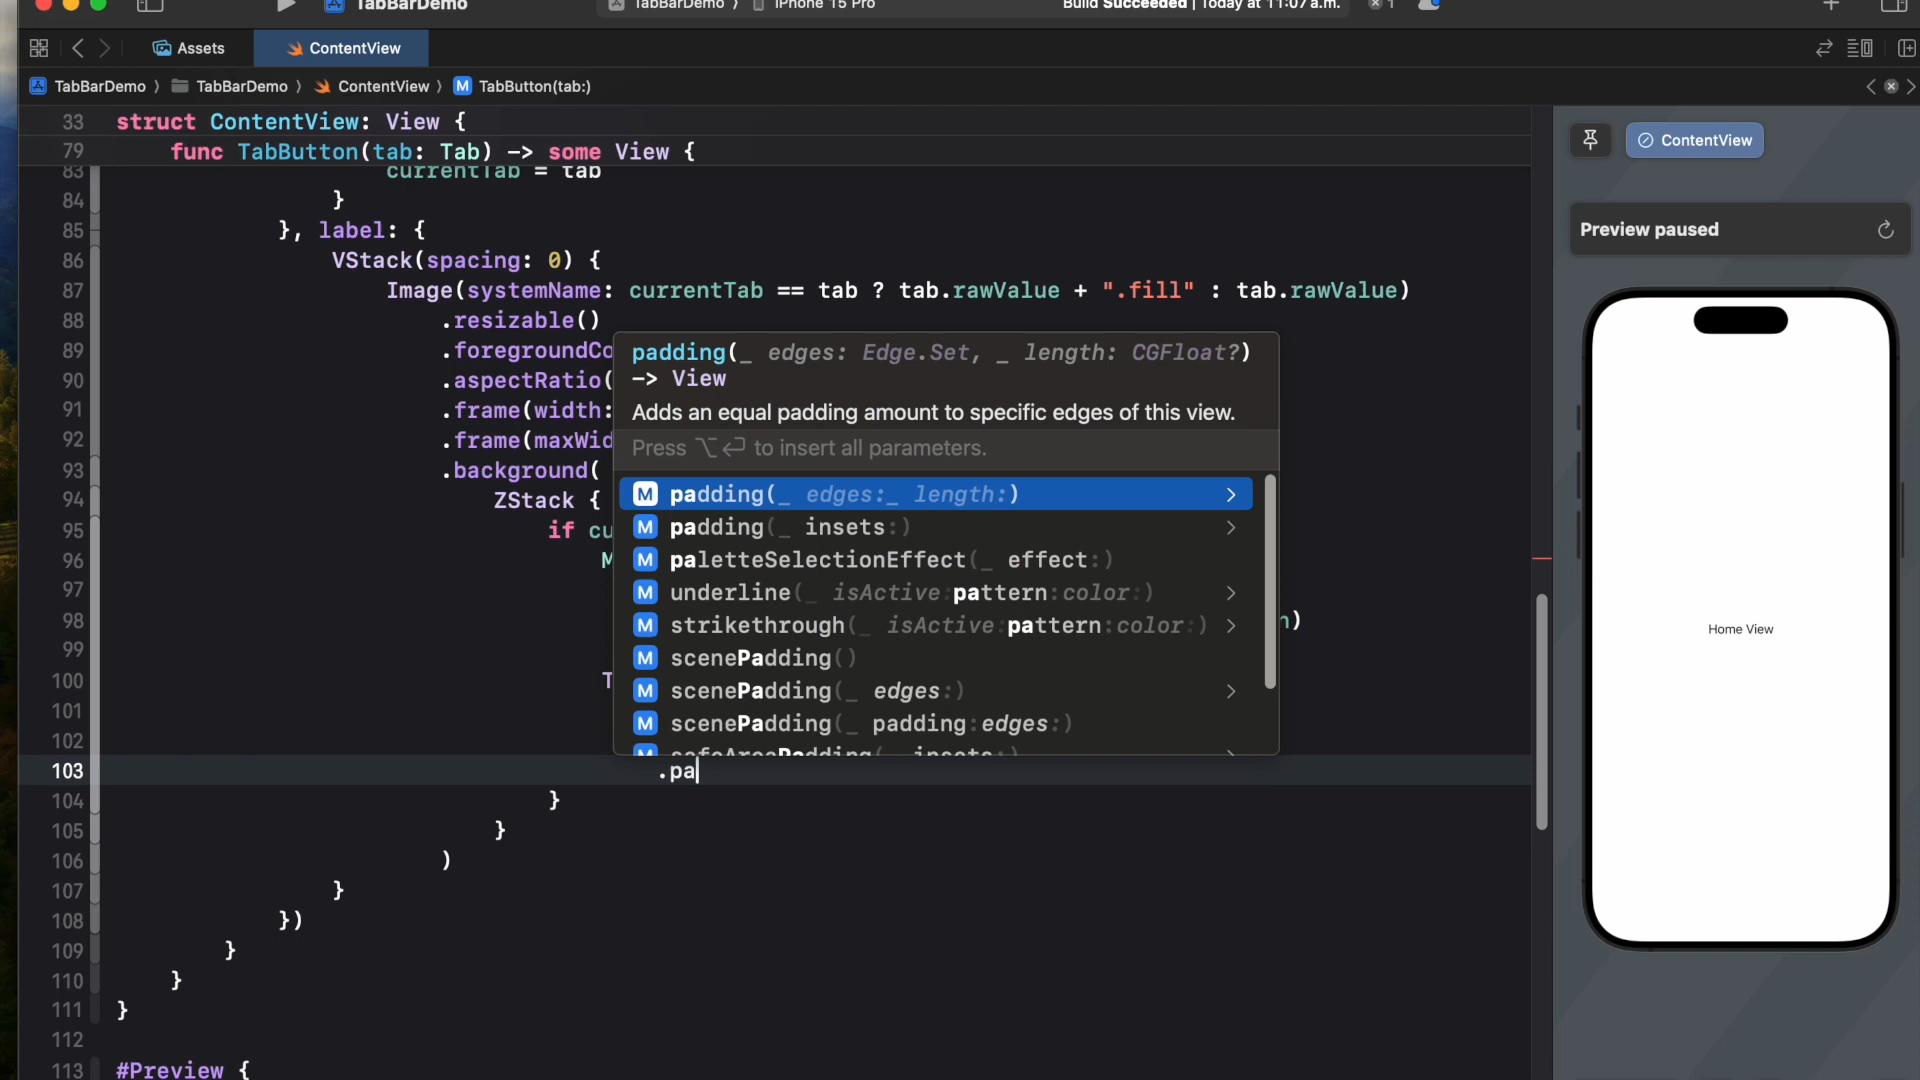 TabBarDemo
TabBarDemo 〉 iPhone 15 Pro
Build Succeeded | Today at 11:07 a.m.
1
Assets
ContentView
TabBarDemo 〉 TabBarDemo 〉 ContentView 〉 M TabButton(tab:)
33 struct ContentView: View {
79 func TabButton(tab: Tab) -> some View {
83 currentTab = tab
84 }
85 }, label: {
86 VStack(spacing: 0) {
87 Image(systemName: currentTab == tab ? tab.rawValue + ".fill" : tab.rawValue)
88 .resizable()
89 .foregroundCo
90 .aspectRatio(
91 .frame(width:
92 .frame(maxWid
93 .background(
94 ZStack {
95 if cu
96 M
97
98 n)
99
100 T
101
102
103 .pa
104 }
105 }
106 )
107 }
108 })
109 }
110 }
111 }
112
113 #Preview {
padding(_ edges: Edge.Set, _ length: CGFloat?)
-> View
Adds an equal padding amount to specific edges of this view.
Press ⌥↩ to insert all parameters.
M padding(_ edges:_ length:)
M padding(_ insets:)
M paletteSelectionEffect(_ effect:)
M underline(_ isActive:pattern:color:)
M strikethrough(_ isActive:pattern:color:)
M scenePadding()
M scenePadding(_ edges:)
M scenePadding(_ padding:edges:)
M safeAreaPadding(_ insets:)
ContentView
Preview paused
Home View